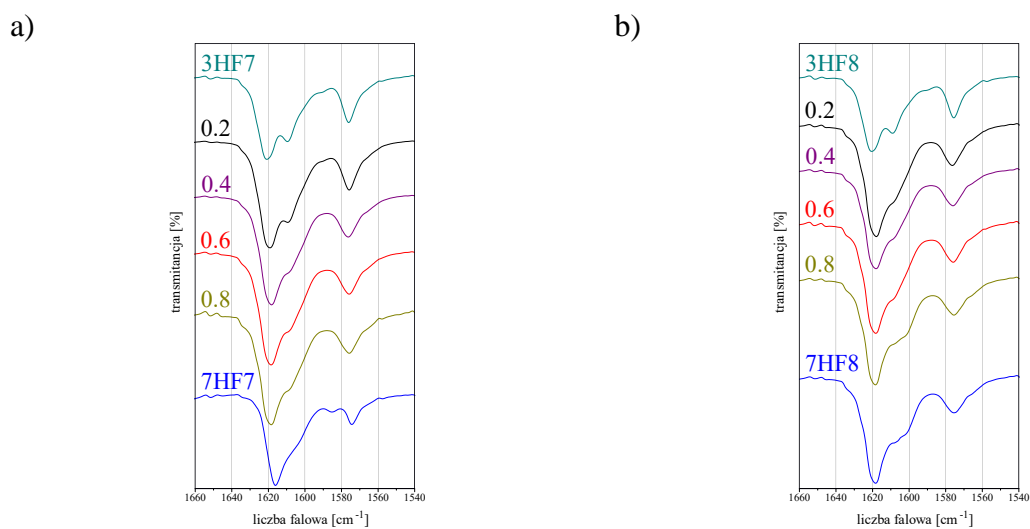 a)
3HF7
0.2
0.4
0.6
0.8
7HF7
transmitancja [%]
1660 1640 1620 1600 1580 1560 1540
liczba falowa [cm⁻¹]
b)
3HF8
0.2
0.4
0.6
0.8
7HF8
transmitancja [%]
1660 1640 1620 1600 1580 1560 1540
liczba falowa [cm⁻¹]